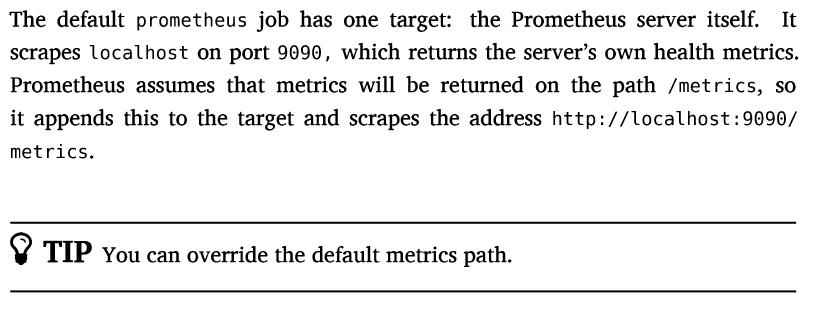 The default prometheus job has one target: the Prometheus server itself. It
scrapes localhost on port 9090, which returns the server’s own health metrics.
Prometheus assumes that metrics will be returned on the path /metrics, so
it appends this to the target and scrapes the address http://localhost:9090/
metrics.
TIP You can override the default metrics path.